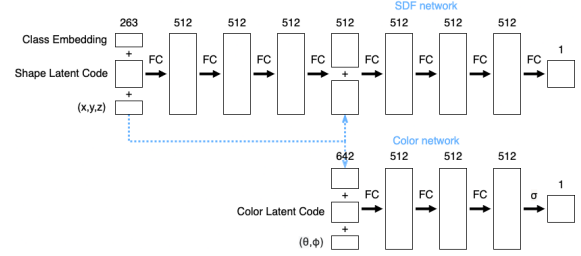 SDF network
263 512 512 512 512 512 512 512 1
Class Embedding
+
FC FC FC FC FC FC FC FC
Shape Latent Code
+
+
(x,y,z)
Color network
642 512 512 512 1
+
FC FC FC σ
Color Latent Code
+
(θ,φ)